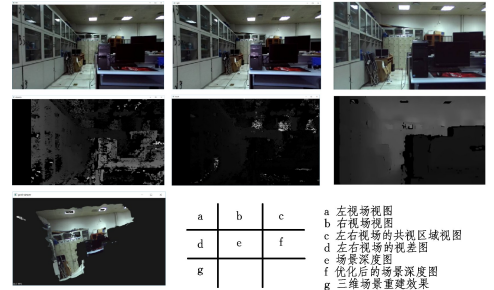 a b c
d e f
g
a 左视场视图
b 右视场视图
c 左右视场的共视区域视图
d 左右视场的视差图
e 场景深度图
f 优化后的场景深度图
g 三维场景重建效果